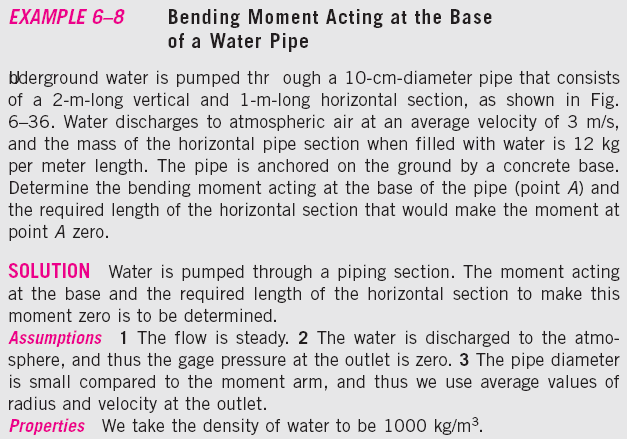 EXAMPLE 6–8 Bending Moment Acting at the Base
of a Water Pipe
Underground water is pumped thr ough a 10-cm-diameter pipe that consists
of a 2-m-long vertical and 1-m-long horizontal section, as shown in Fig.
6–36. Water discharges to atmospheric air at an average velocity of 3 m/s,
and the mass of the horizontal pipe section when filled with water is 12 kg
per meter length. The pipe is anchored on the ground by a concrete base.
Determine the bending moment acting at the base of the pipe (point A) and
the required length of the horizontal section that would make the moment at
point A zero.
SOLUTION Water is pumped through a piping section. The moment acting
at the base and the required length of the horizontal section to make this
moment zero is to be determined.
Assumptions 1 The flow is steady. 2 The water is discharged to the atmo-
sphere, and thus the gage pressure at the outlet is zero. 3 The pipe diameter
is small compared to the moment arm, and thus we use average values of
radius and velocity at the outlet.
Properties We take the density of water to be 1000 kg/m³.